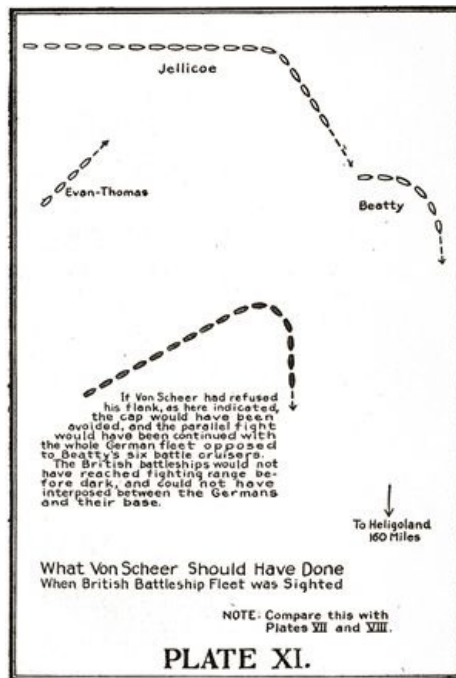 Jellicoe
Evan-Thomas
Beatty
If Von Scheer had refused
his flank, as here indicated,
the cap would have been
avoided, and the parallel fight
would have been continued with
the whole German fleet opposed
to Beatty's six battle cruisers.
The British battleships would not
have reached fighting range be-
fore dark, and could not have
interposed between the Germans
and their base.
To Heligoland
160 Miles
What Von Scheer Should Have Done
When British Battleship Fleet was Sighted
NOTE: Compare this with
Plates VII and VIII.
PLATE XI.